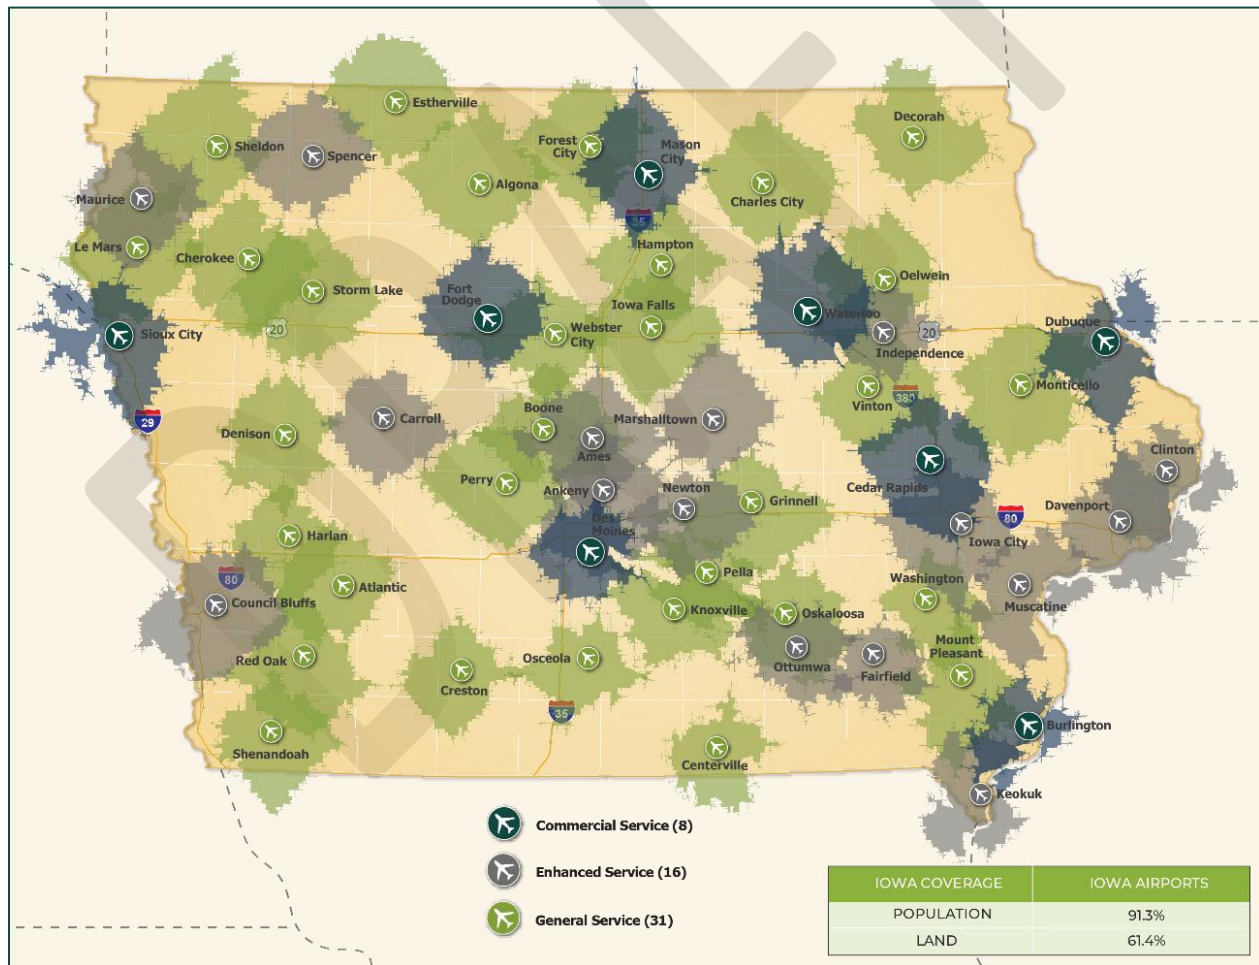 DRAFT
Estherville
Decorah
Sheldon
Spencer
Forest
City
Mason
City
Algona
Charles City
Maurice
35
Le Mars
Cherokee
Hampton
Oelwein
Storm Lake
Fort
Dodge
Iowa Falls
Waterloo
Sioux City
20
Webster
City
20
Independence
Dubuque
Monticello
Vinton
380
29
Carroll
Boone
Marshalltown
Denison
Ames
Clinton
Perry
Ankeny
Newton
Grinnell
Cedar Rapids
Davenport
Des
Moines
80
Iowa City
Harlan
80
Atlantic
Pella
Washington
Council Bluffs
Knoxville
Oskaloosa
Muscatine
Red Oak
Osceola
Ottumwa
Fairfield
Mount
Pleasant
Creston
35
Shenandoah
Centerville
Burlington
Keokuk
Commercial Service (8)
Enhanced Service (16)
General Service (31)
IOWA COVERAGE IOWA AIRPORTS
POPULATION 91.3%
LAND 61.4%